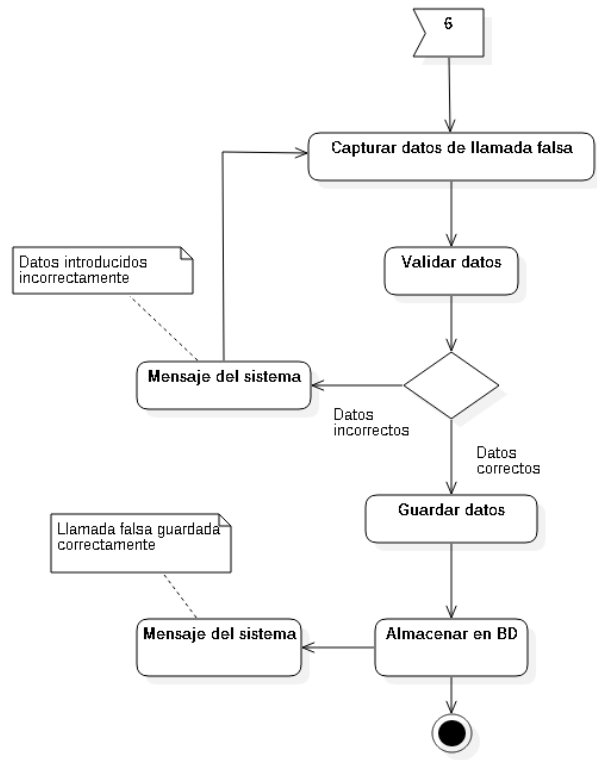 6
Capturar datos de llamada falsa
Validar datos
Datos introducidos
incorrectamente
Mensaje del sistema
Datos
incorrectos
Datos
correctos
Guardar datos
Llamada falsa guardada
correctamente
Mensaje del sistema
Almacenar en BD